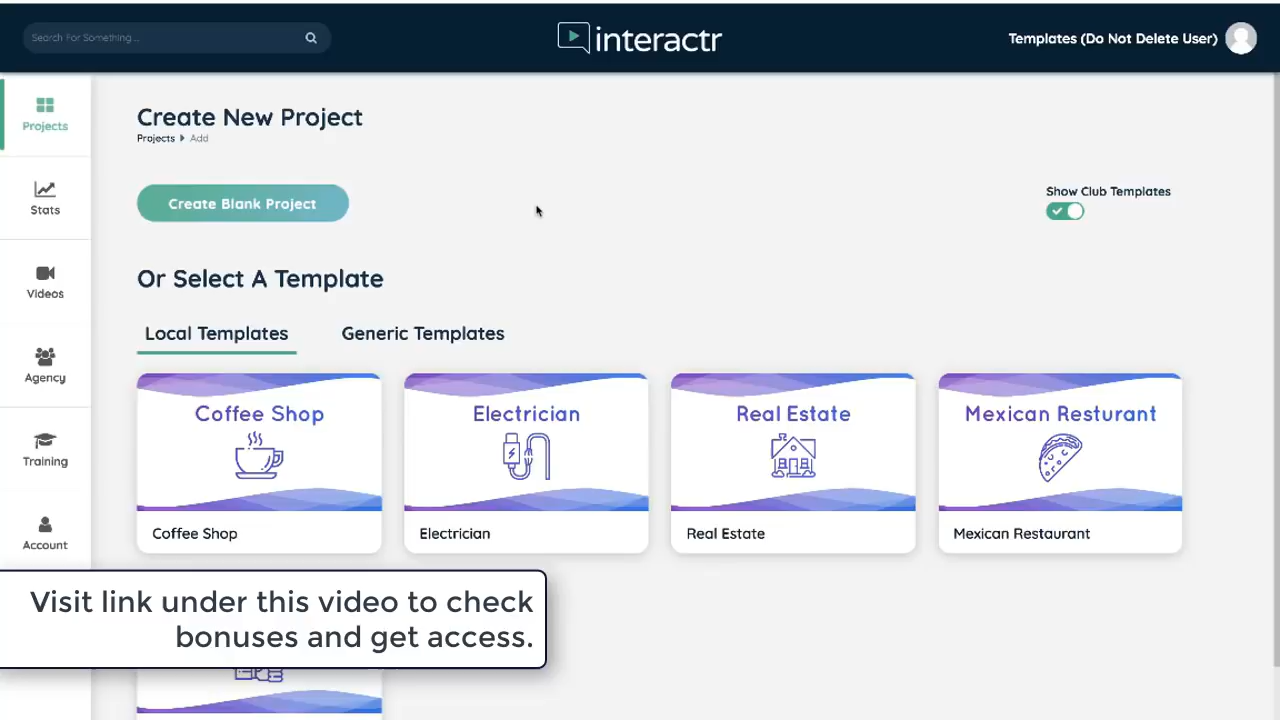 Search For Something...
interactr
Templates (Do Not Delete User)
Projects
Stats
Videos
Agency
Training
Account
Create New Project
Projects Add
Create Blank Project
Show Club Templates
Or Select A Template
Local Templates Generic Templates
Coffee Shop
Coffee Shop
Electrician
Electrician
Real Estate
Real Estate
Mexican Resturant
Mexican Restaurant
Visit link under this video to check
bonuses and get access.